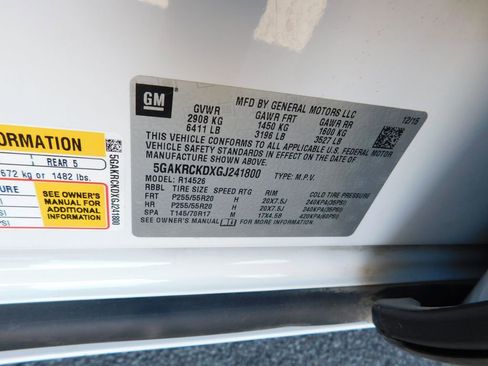 GM
MFD BY GENERAL MOTORS LLC
12/15
GVWR GAWR FRT GAWR RR
2908 KG 1450 KG 1600 KG
6411 LB 3196 LB 3527 LB
THIS VEHICLE CONFORMS TO ALL APPLICABLE U.S. FEDERAL MOTOR
VEHICLE SAFETY STANDARDS IN EFFECT ON THE DATE OF
MANUFACTURE SHOWN ABOVE.
5GAKRCKDXGJ241800 TYPE: M.P.V.
MODEL: R14526
RBBL TIRE SIZE SPEED RTG RIM COLD TIRE PRESSURE
FRT P255/55R20 H 20X7.5J 240KPA(35PSI)
RR P255/55R20 H 20X7.5J 240KPA(35PSI)
SPA T145/70R17 M 17X4.5B 420KPA(60PSI)
SEE OWNER'S MANUAL FOR MORE INFORMATION.
5GAKRCKDXGJ241800
ORMATION
REAR 5
672 kg or 1482 lbs.
SURE
SEE OWNER'S
MANUAL FOR
ADDITIONAL
INFORMATION
PSI